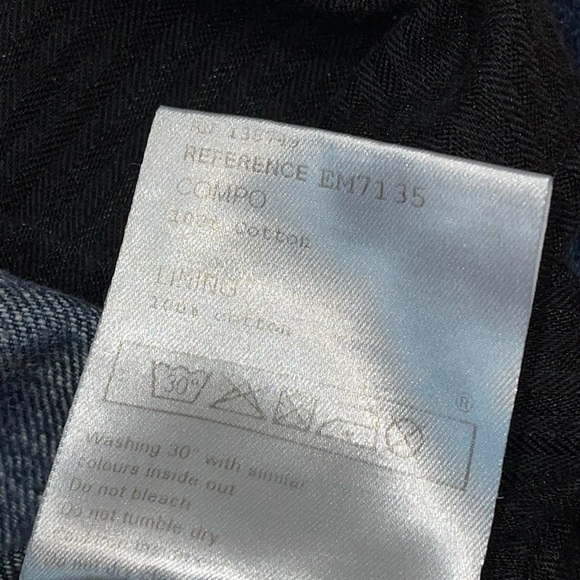 REFERENCE EM7135
COMPO
100% Cotton
LINING
100% cotton
30°
®
Washing 30° with similar
colours inside out
Do not bleach
Do not tumble dry